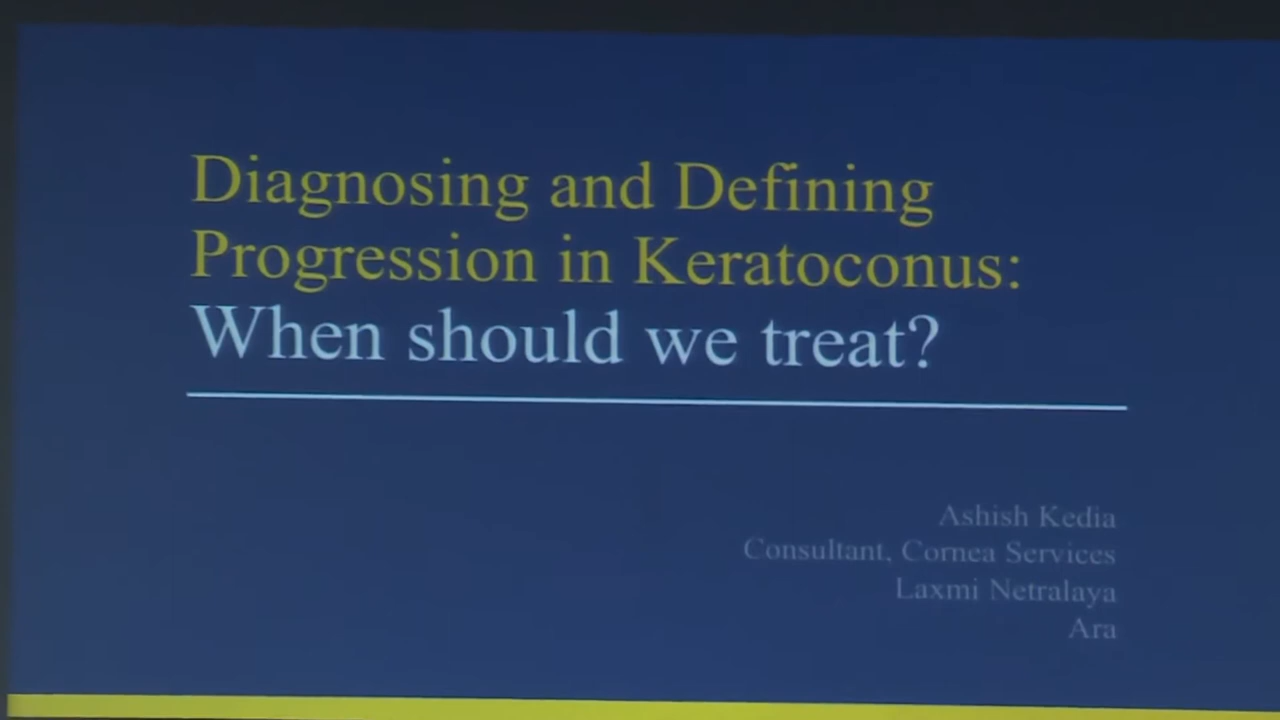 Diagnosing and Defining
Progression in Keratoconus:
When should we treat?
Ashish Kedia
Consultant, Cornea Services
Laxmi Netralaya
Ara